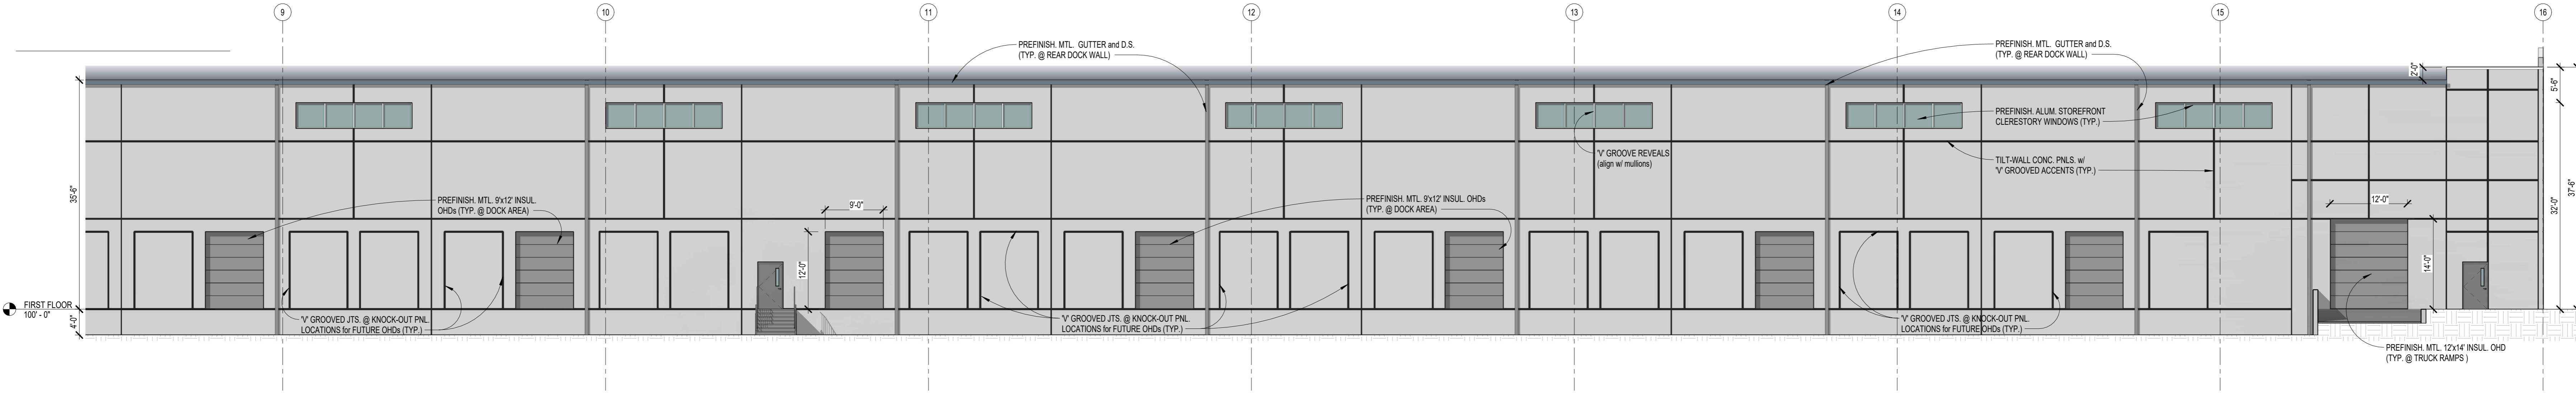 9
10
11
12
13
14
15
16
PREFINISH. MTL. GUTTER and D.S.
(TYP. @ REAR DOCK WALL)
PREFINISH. MTL. GUTTER and D.S.
(TYP. @ REAR DOCK WALL)
2'-0"
5'-6"
PREFINISH. ALUM. STOREFRONT
CLERESTORY WINDOWS (TYP.)
'V' GROOVE REVEALS
(align w/ mullions)
TILT-WALL CONC. PNLS. w/
'V' GROOVED ACCENTS (TYP.)
35'-6"
37'-6"
32'-0"
PREFINISH. MTL. 9'x12' INSUL.
OHDs (TYP. @ DOCK AREA)
9'-0"
PREFINISH. MTL. 9'x12' INSUL. OHDs
(TYP. @ DOCK AREA)
12'-0"
12'-0"
14'-0"
FIRST FLOOR
100' - 0"
4'-0"
'V' GROOVED JTS. @ KNOCK-OUT PNL.
LOCATIONS for FUTURE OHDs (TYP.)
'V' GROOVED JTS. @ KNOCK-OUT PNL.
LOCATIONS for FUTURE OHDs (TYP.)
'V' GROOVED JTS. @ KNOCK-OUT PNL.
LOCATIONS for FUTURE OHDs (TYP.)
PREFINISH. MTL. 12'x14' INSUL. OHD
(TYP. @ TRUCK RAMPS )